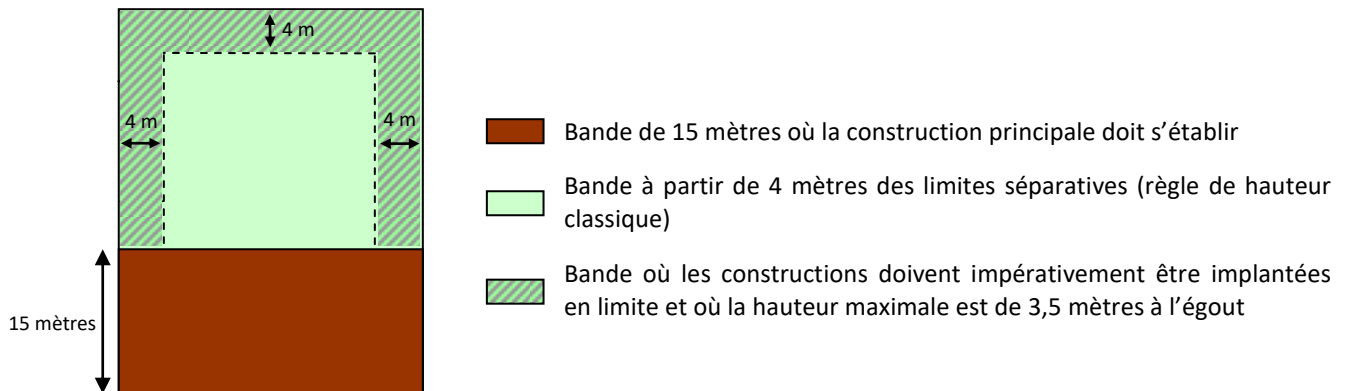 4 m
4 m
4 m
15 mètres
Bande de 15 mètres où la construction principale doit s’établir
Bande à partir de 4 mètres des limites séparatives (règle de hauteur
classique)
Bande où les constructions doivent impérativement être implantées
en limite et où la hauteur maximale est de 3,5 mètres à l’égout